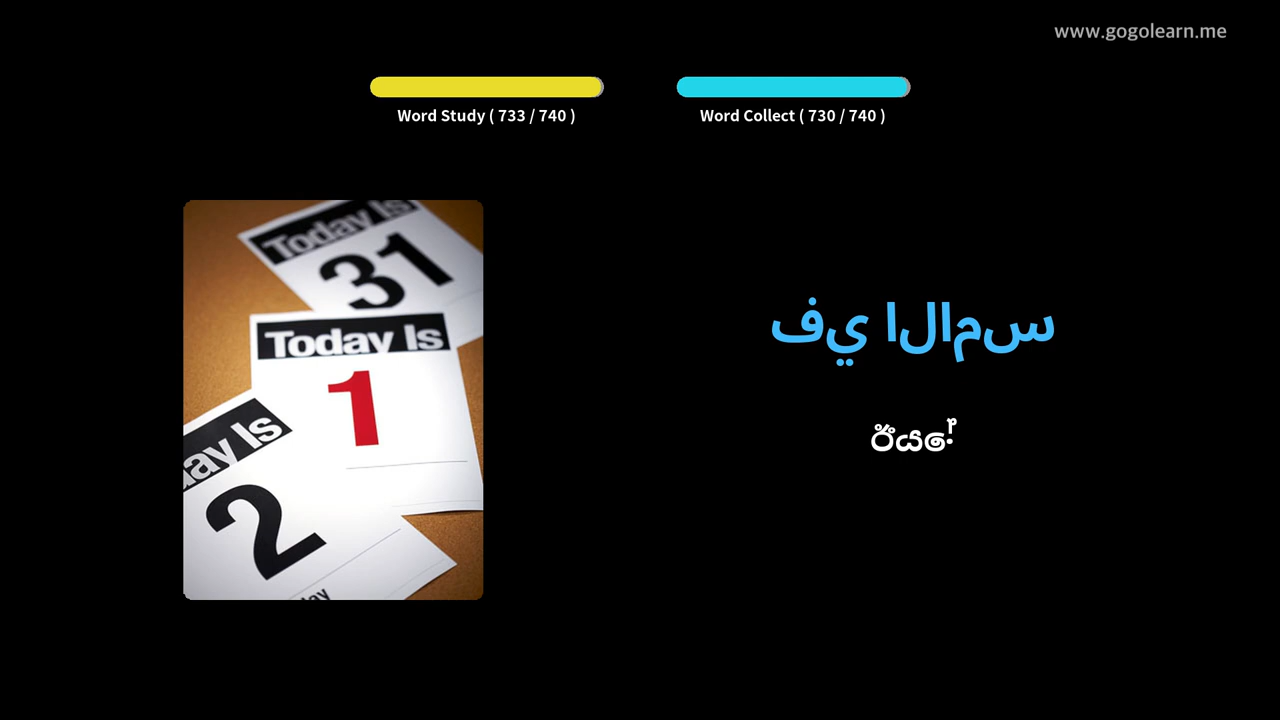 www.gogolearn.me
Word Study ( 733 / 740 )
Word Collect ( 730 / 740 )
Today Is
31
Today Is
1
ay Is
2
في الامس